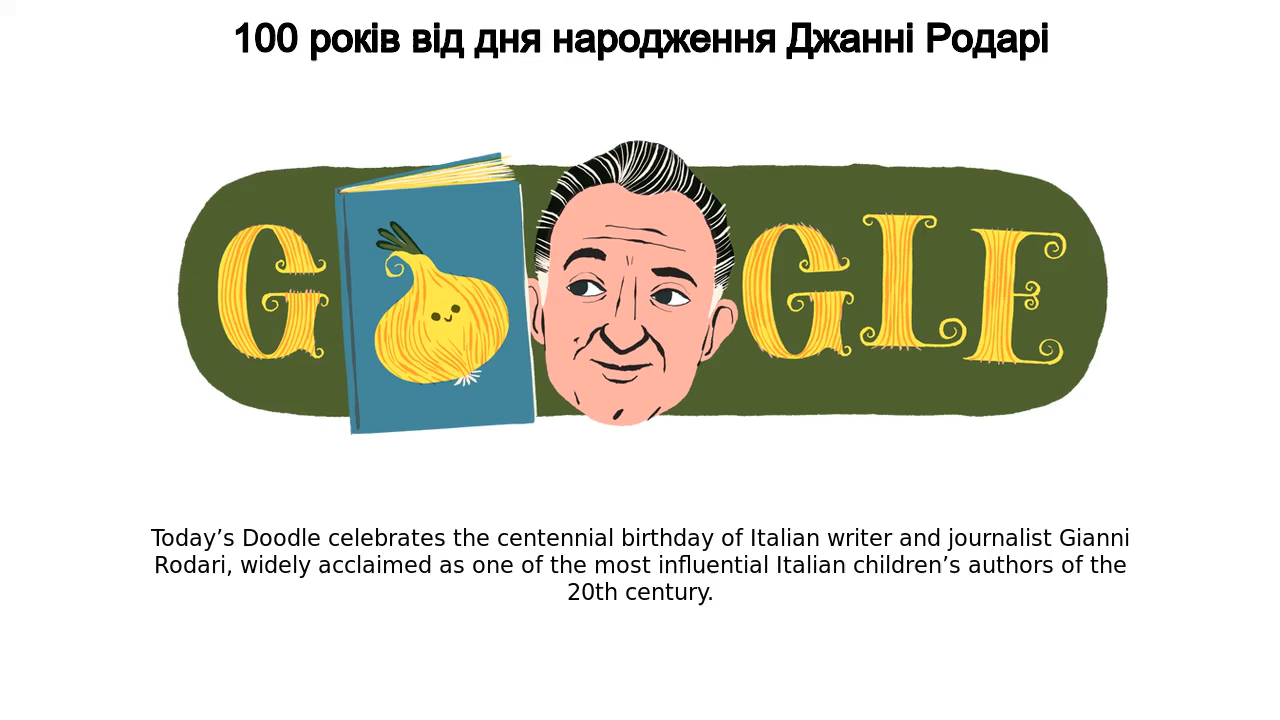 100 років від дня народження Джанні Родарі
G GLE
Today’s Doodle celebrates the centennial birthday of Italian writer and journalist Gianni
Rodari, widely acclaimed as one of the most influential Italian children’s authors of the
20th century.